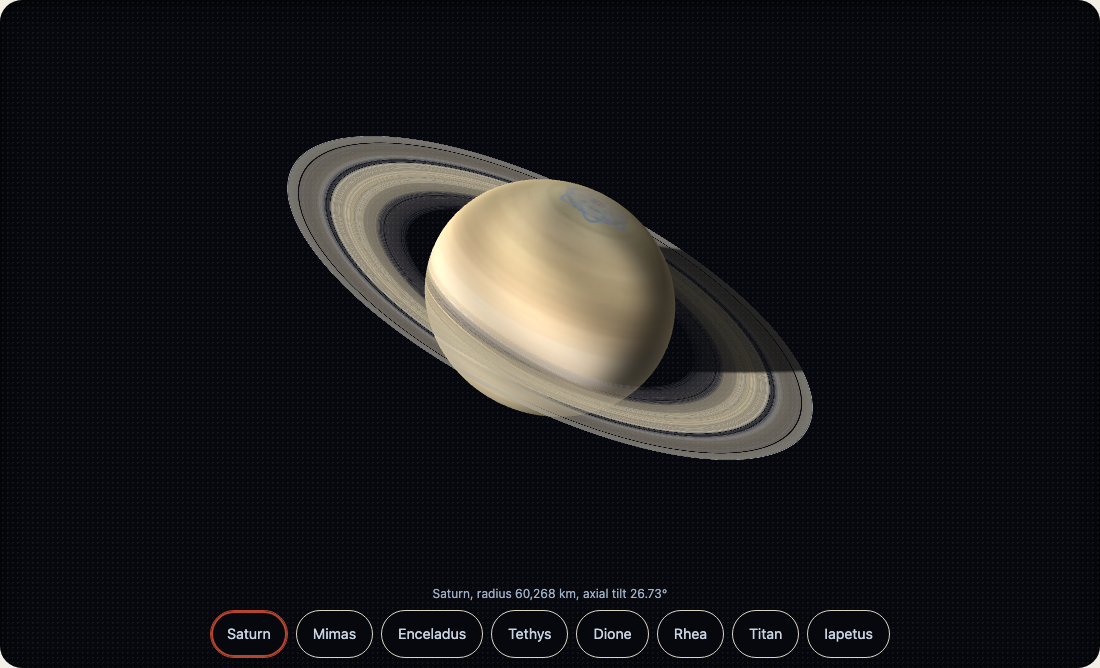 Saturn, radius 60,268 km, axial tilt 26.73°
Saturn Mimas Enceladus Tethys Dione Rhea Titan Iapetus